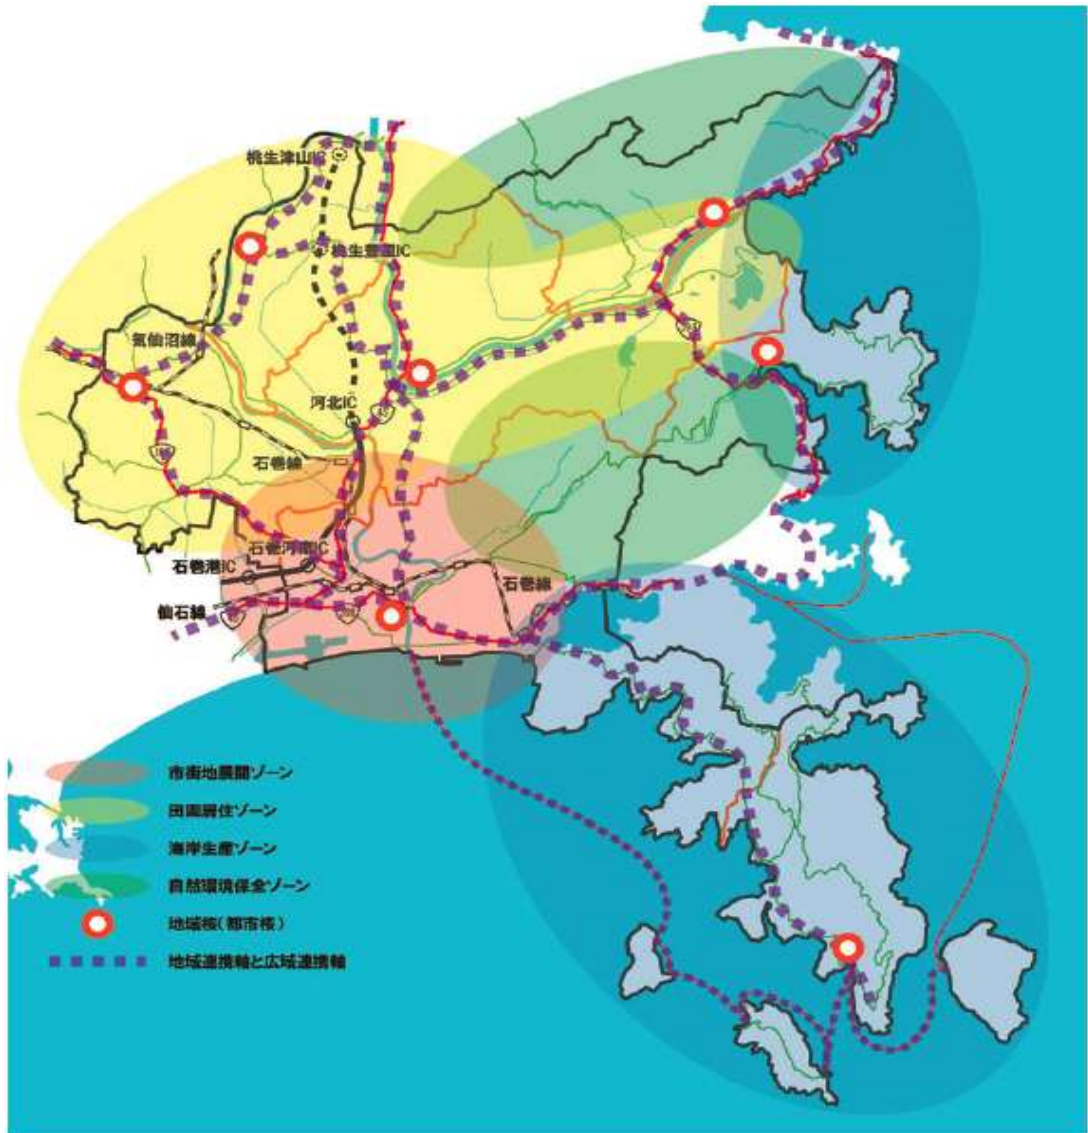 桃生津山IC
桃生豊里IC
気仙沼線
河北IC
45
石巻線
石巻河南IC
石巻港IC
石巻線
仙石線
市街地展開ゾーン
田園居住ゾーン
海岸生産ゾーン
自然環境保全ゾーン
地域核(都市核)
地域連携軸と広域連携軸